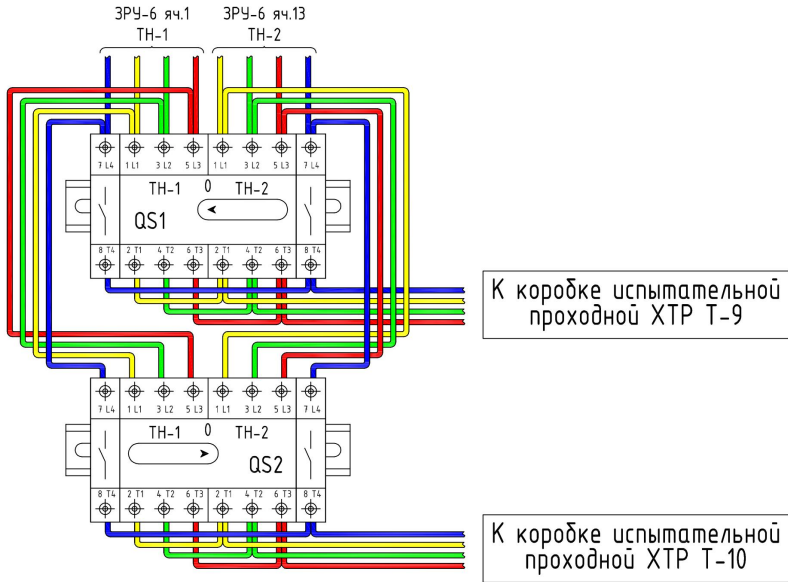 ЗРУ-6 яч.1 ЗРУ-6 яч.13
ТН-1 ТН-2
7 L4 1 L1 3 L2 5 L3 1 L1 3 L2 5 L3 7 L4
ТН-1 0 ТН-2
QS1
8 T4 2 T1 4 T2 6 T3 2 T1 4 T2 6 T3 8 T4
К коробке испытательной
проходной ХТР Т-9
7 L4 1 L1 3 L2 5 L3 1 L1 3 L2 5 L3 7 L4
ТН-1 0 ТН-2
QS2
8 T4 2 T1 4 T2 6 T3 2 T1 4 T2 6 T3 8 T4
К коробке испытательной
проходной ХТР Т-10